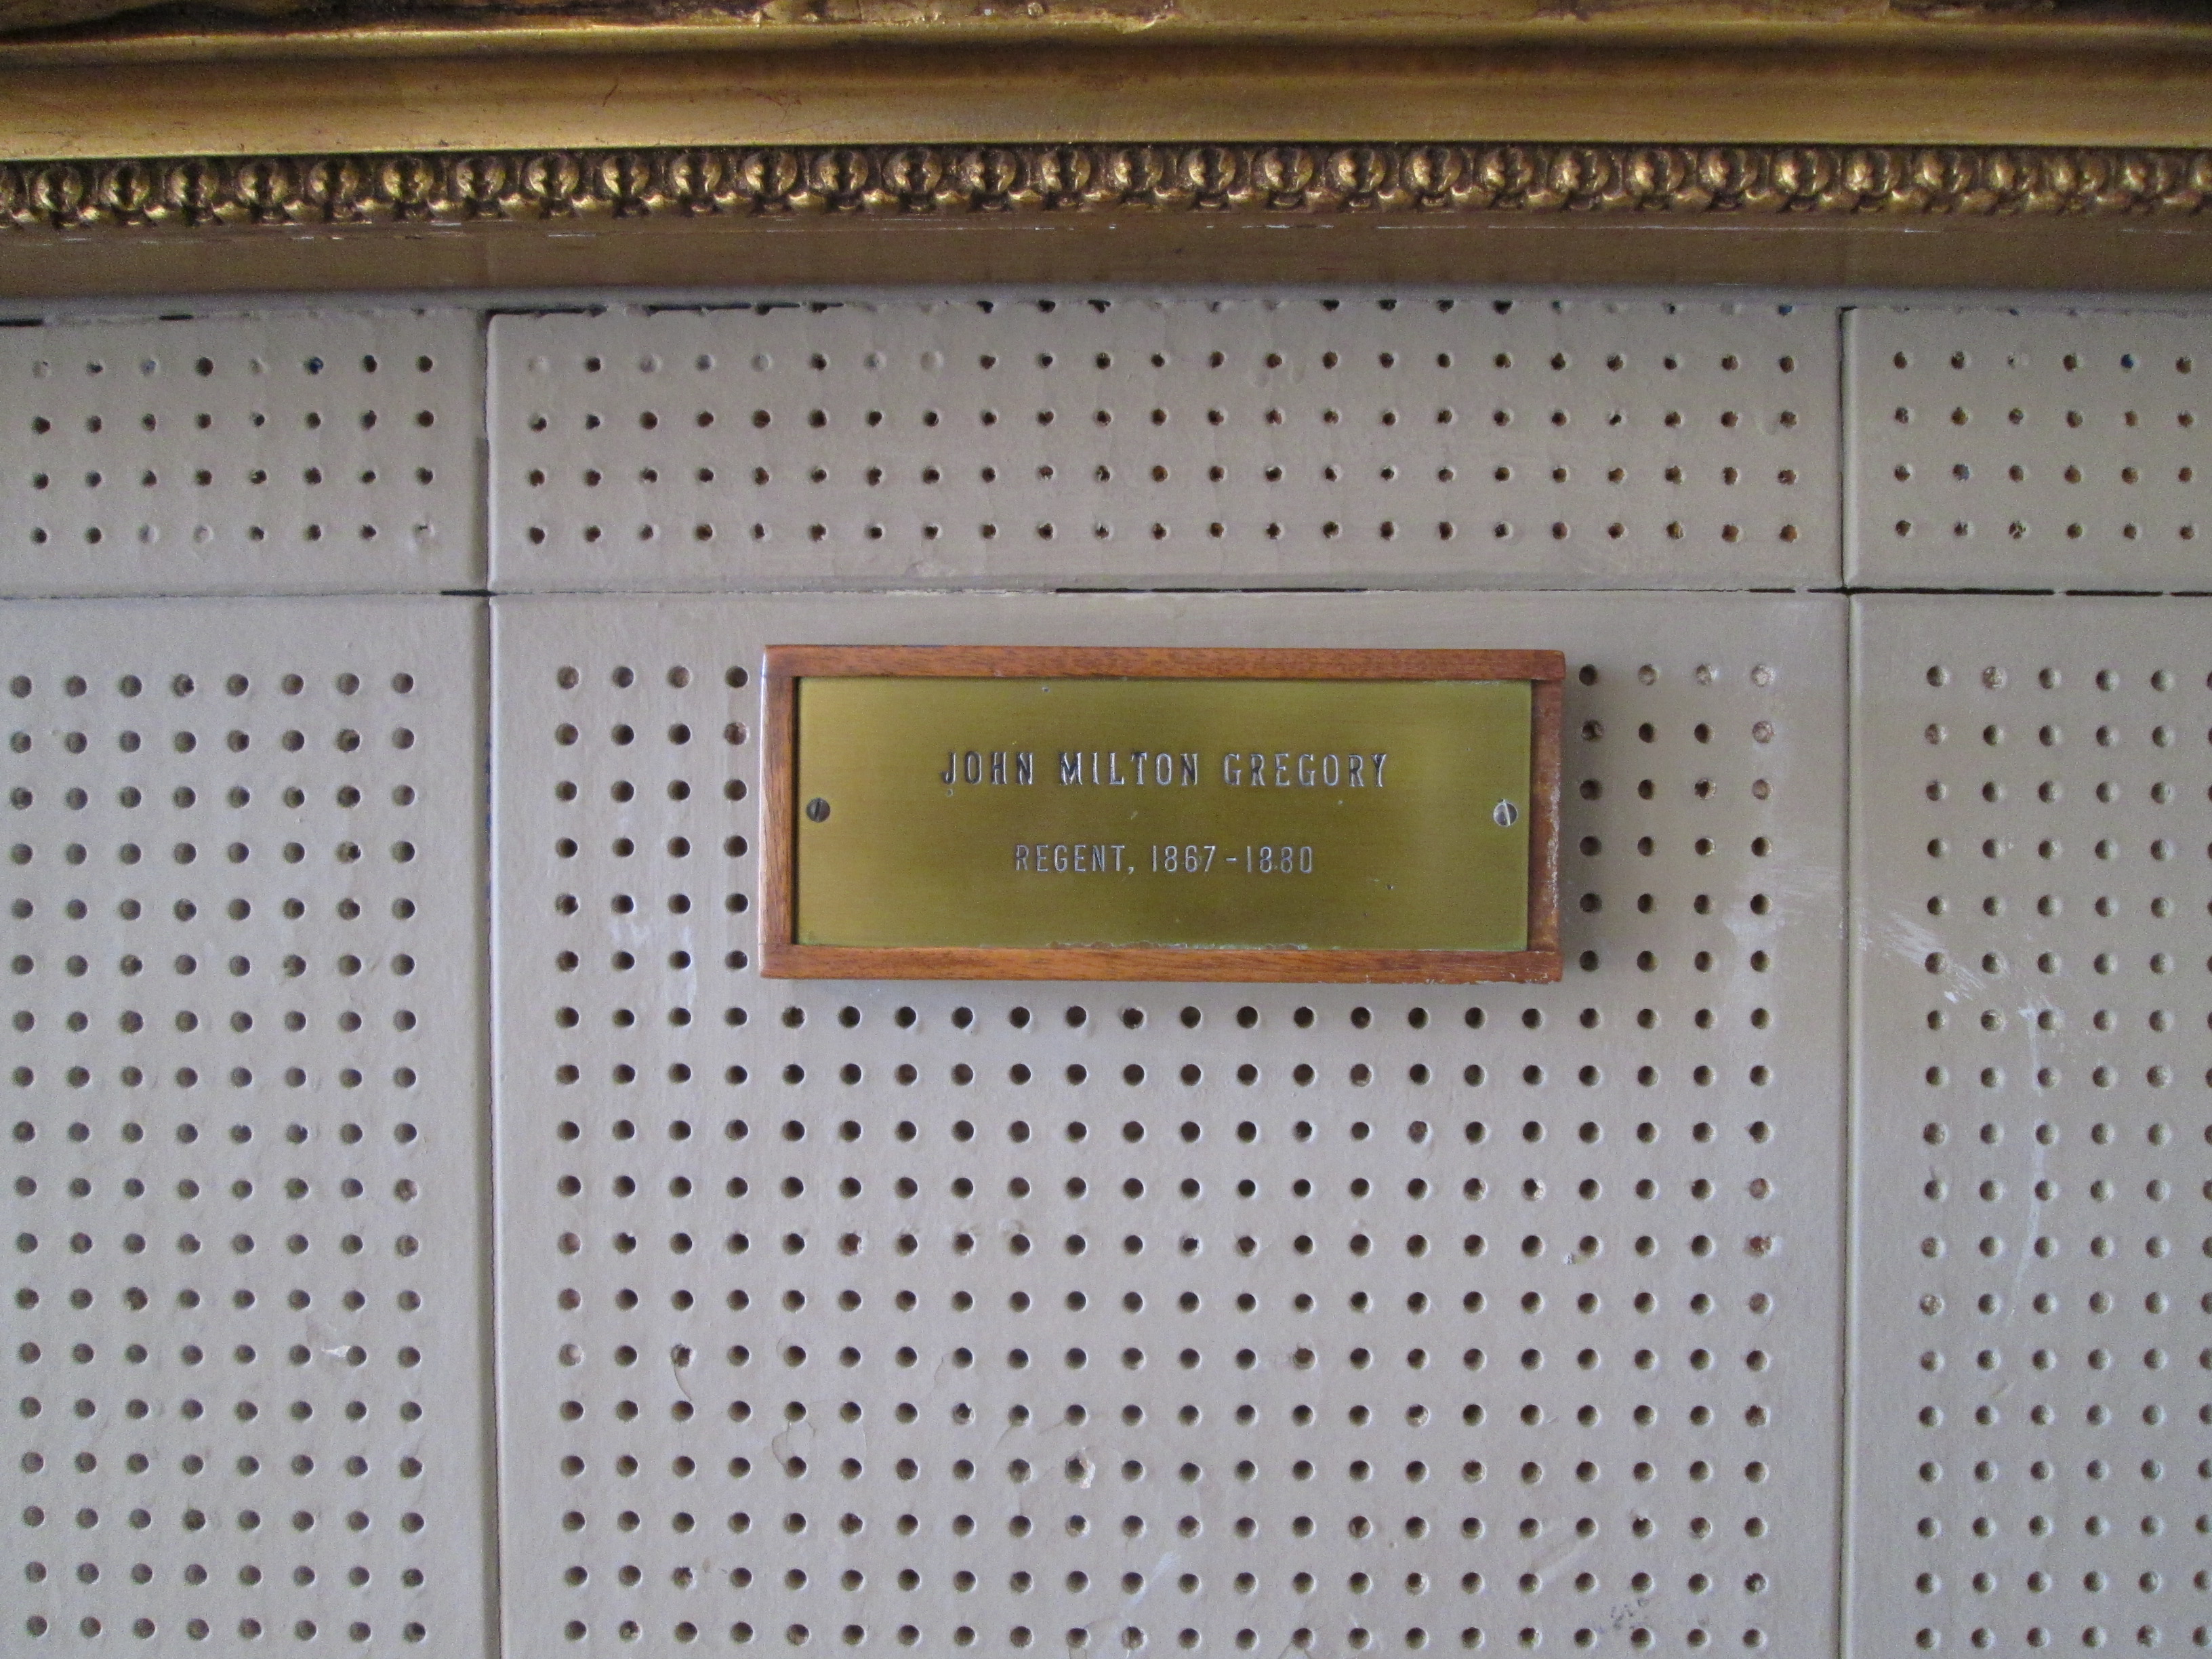 JOHN MILTON GREGORY
REGENT, 1867-1880